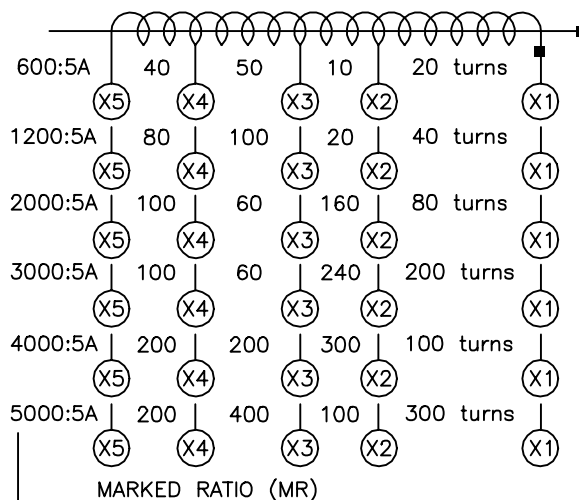 600:5A 40 50 10 20 turns
X5 X4 X3 X2 X1
1200:5A 80 100 20 40 turns
X5 X4 X3 X2 X1
2000:5A 100 60 160 80 turns
X5 X4 X3 X2 X1
3000:5A 100 60 240 200 turns
X5 X4 X3 X2 X1
4000:5A 200 200 300 100 turns
X5 X4 X3 X2 X1
5000:5A 200 400 100 300 turns
X5 X4 X3 X2 X1
MARKED RATIO (MR)